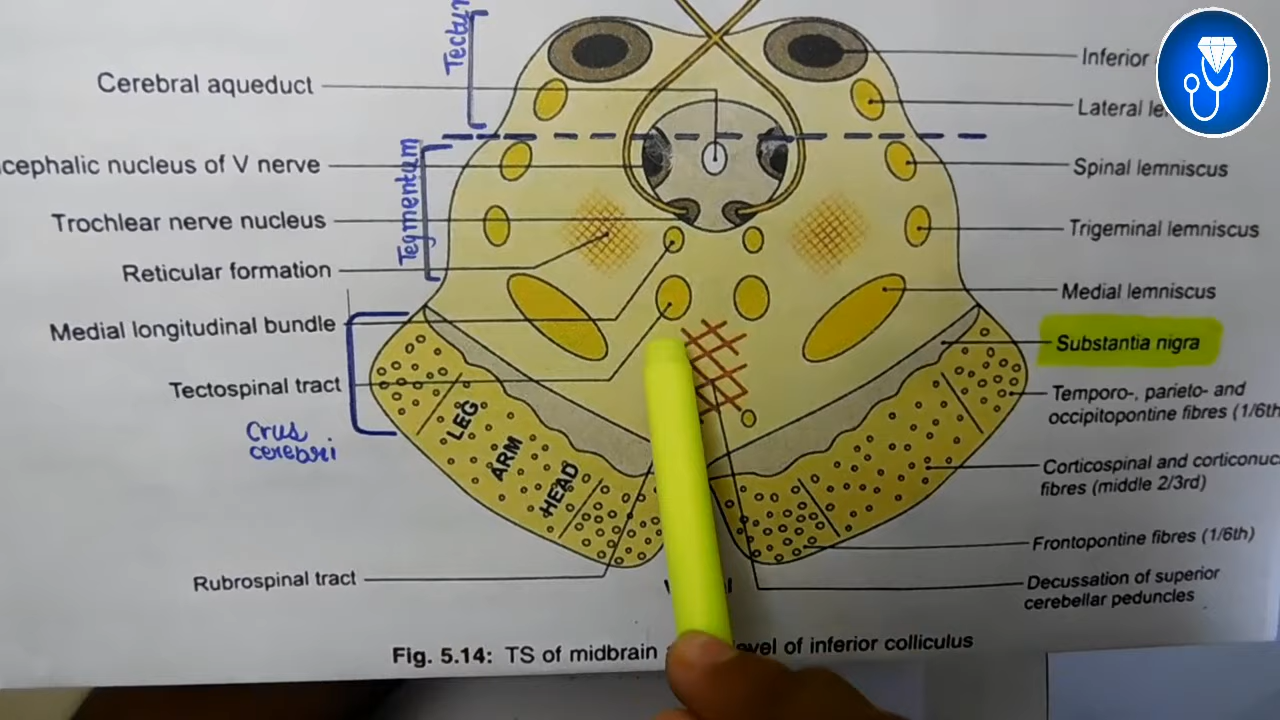 Tectum
Cerebral aqueduct
Inferior
Lateral
cephalic nucleus of V nerve
Spinal lemniscus
Tegmentum
Trochlear nerve nucleus
Trigeminal lemniscus
Reticular formation
Medial lemniscus
Medial longitudinal bundle
Substantia nigra
Tectospinal tract
Temporo-, parieto- and
occipitopontine fibres (1/6th
Crus
cerebri
LEG
ARM
HEAD
Corticospinal and corticonuc
fibres (middle 2/3rd)
Frontopontine fibres (1/6th)
Rubrospinal tract
Decussation of superior
cerebellar peduncles
Fig. 5.14: TS of midbrain level of inferior colliculus